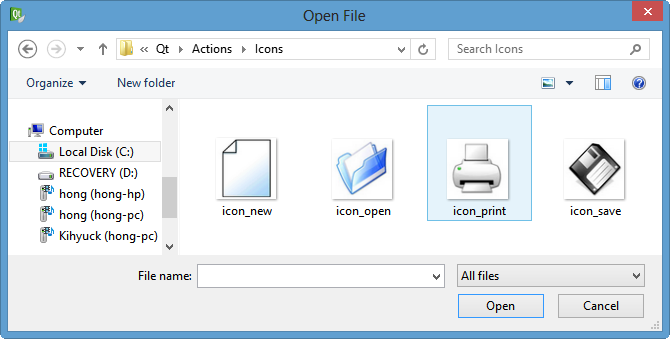 Open File
« Qt Actions Icons
Search Icons
Organize
New folder
Computer
Local Disk (C:)
RECOVERY (D:)
hong (hong-hp)
hong (hong-pc)
Kihyuck (hong-pc)
icon_new
icon_open
icon_print
icon_save
File name:
All files
Open
Cancel